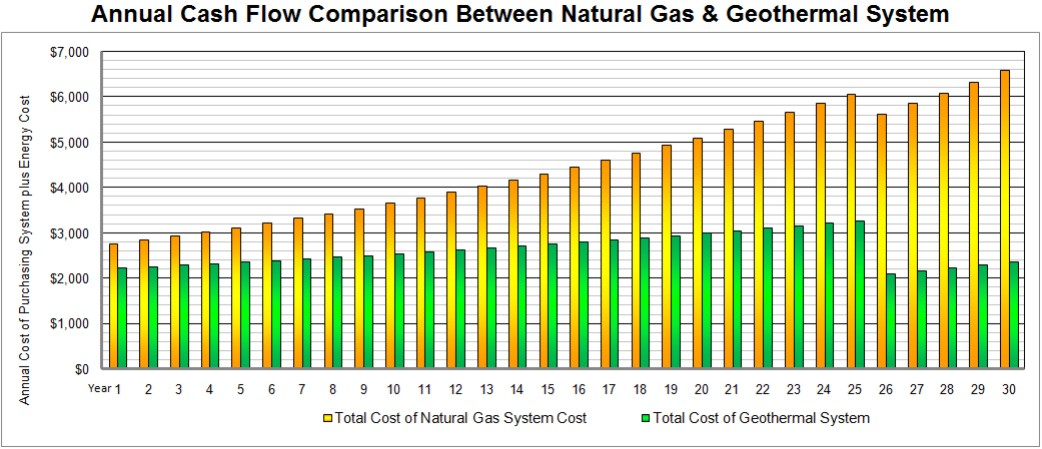 Annual Cash Flow Comparison Between Natural Gas & Geothermal System
$7,000
$6,000
$5,000
$4,000
$3,000
$2,000
$1,000
$0
Annual Cost of Purchasing System plus Energy Cost
Year 1 2 3 4 5 6 7 8 9 10 11 12 13 14 15 16 17 18 19 20 21 22 23 24 25 26 27 28 29 30
Total Cost of Natural Gas System Cost Total Cost of Geothermal System